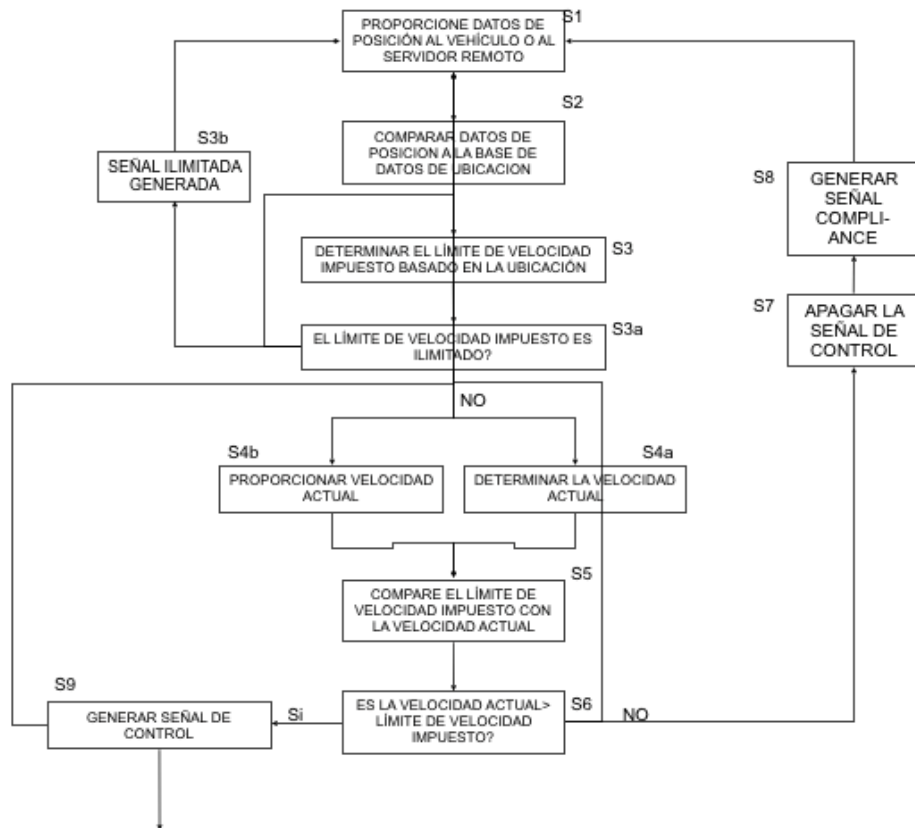 S1
PROPORCIONE DATOS DE
POSICIÓN AL VEHÍCULO O AL
SERVIDOR REMOTO
S2
COMPARAR DATOS DE
POSICION A LA BASE DE
DATOS DE UBICACION
S3b
SEÑAL ILIMITADA
GENERADA
S8
GENERAR
SEÑAL
COMPLI-
ANCE
S3
DETERMINAR EL LÍMITE DE VELOCIDAD
IMPUESTO BASADO EN LA UBICACIÓN
S7
APAGAR LA
SEÑAL DE
CONTROL
S3a
EL LÍMITE DE VELOCIDAD IMPUESTO ES
ILIMITADO?
NO
S4b
PROPORCIONAR VELOCIDAD
ACTUAL
S4a
DETERMINAR LA VELOCIDAD
ACTUAL
S5
COMPARE EL LÍMITE DE
VELOCIDAD IMPUESTO CON
LA VELOCIDAD ACTUAL
S9
GENERAR SEÑAL DE
CONTROL
Si
S6
ES LA VELOCIDAD ACTUAL>
LÍMITE DE VELOCIDAD
IMPUESTO?
NO